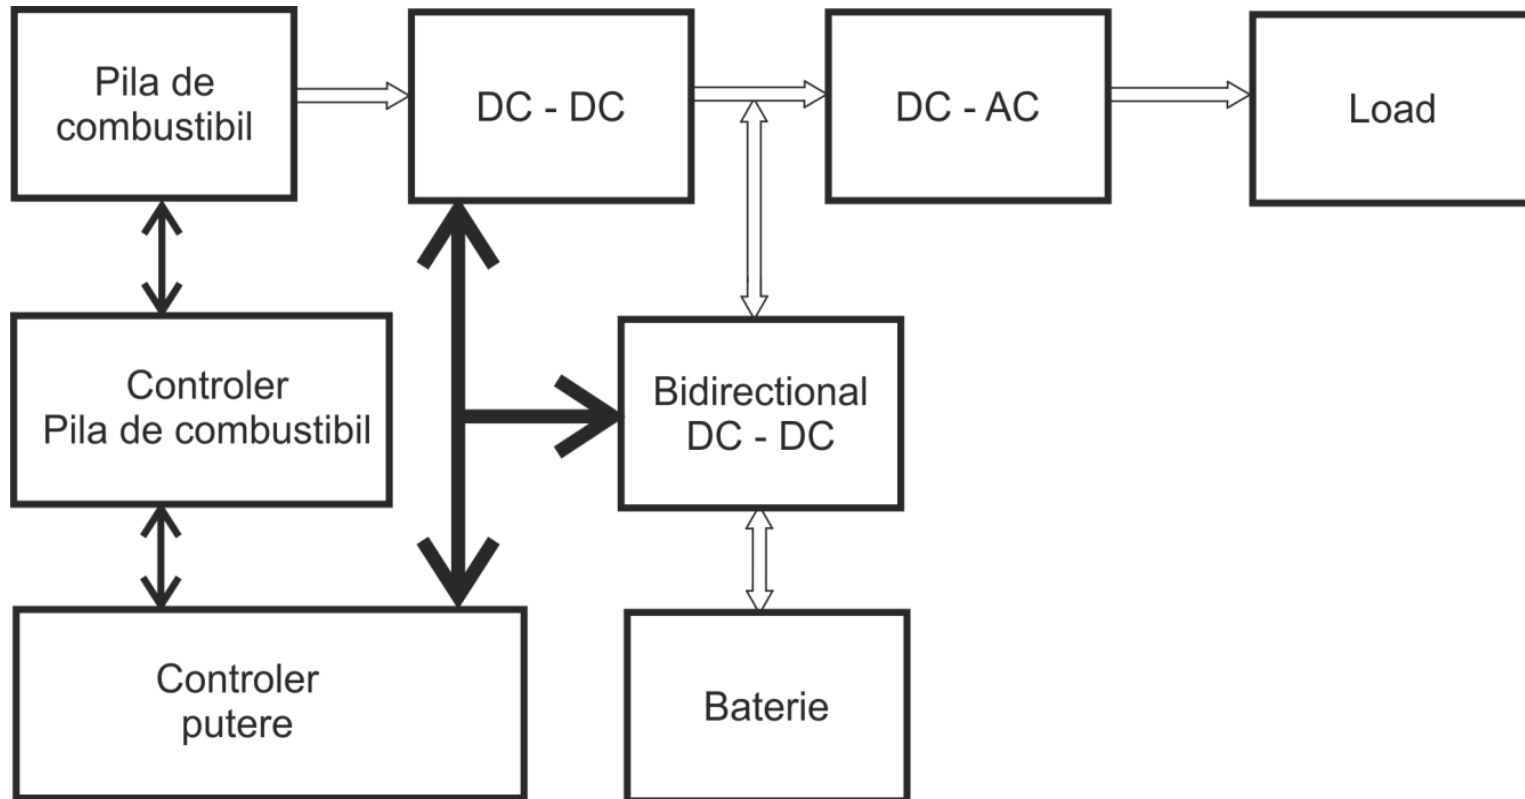 Pila de
combustibil
DC - DC
DC - AC
Load
Controler
Pila de combustibil
Bidirectional
DC - DC
Controler
putere
Baterie